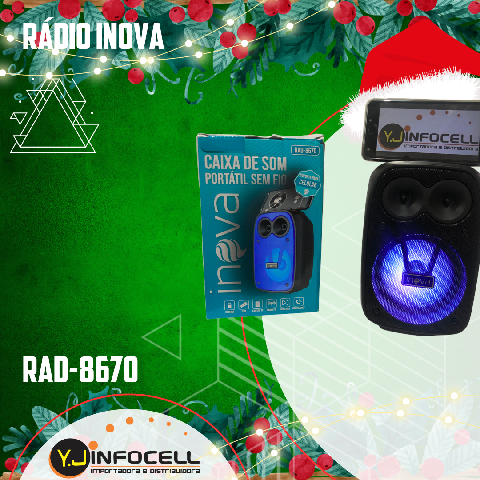 RÁDIO INOVA
Y.J INFOCELL
importadora e distribuidora
RAD-8670
CAIXA DE SOM
PORTÁTIL SEM FIO
inova
inova
RAD-8670
Y.J INFOCELL
importadora e distribuidora